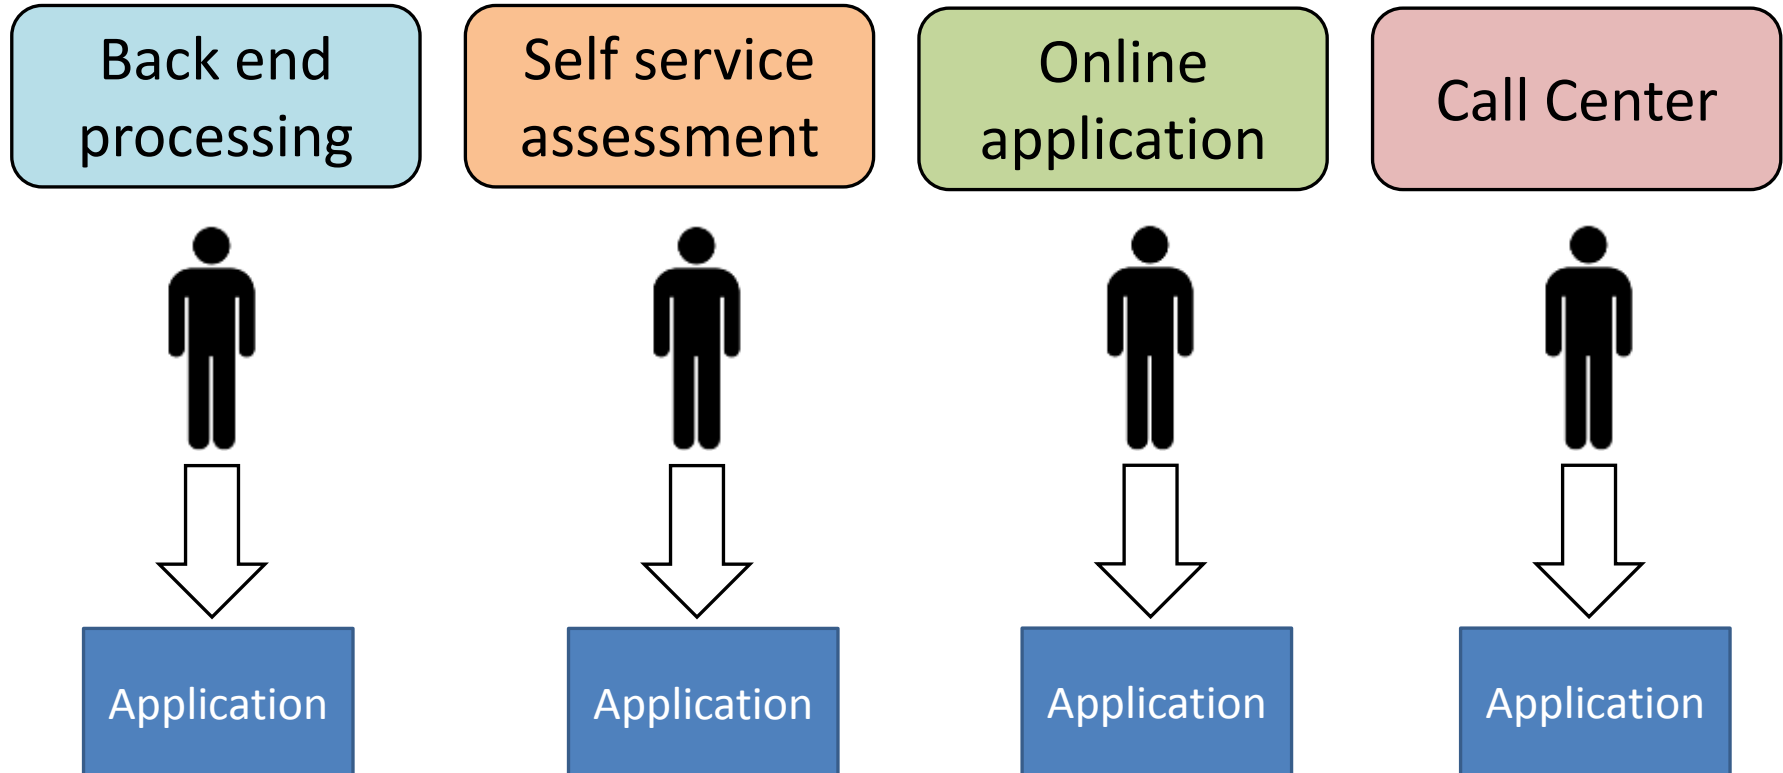 Back end
processing
Self service
assessment
Online
application
Call Center
Application
Application
Application
Application